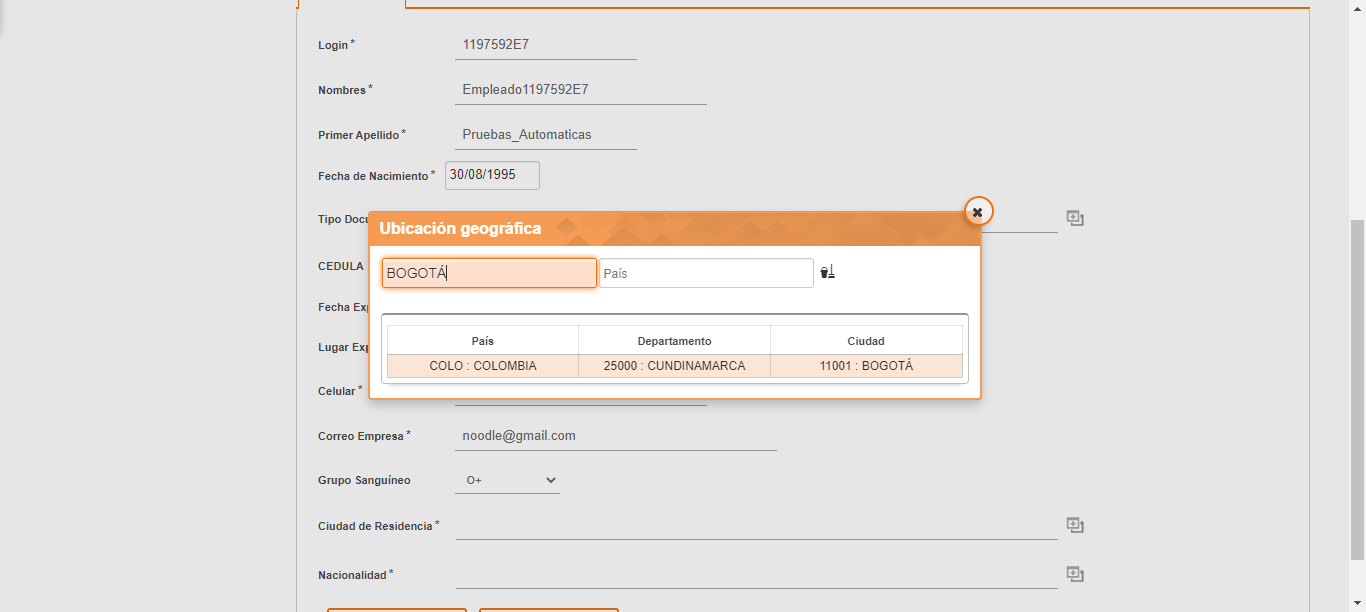 Login * 1197592E7
Nombres * Empleado1197592E7
Primer Apellido * Pruebas_Automaticas
Fecha de Nacimiento * 30/08/1995
Tipo Docu
Ubicación geográfica
CEDULA
BOGOTÁ País
Fecha Exp
País Departamento Ciudad
Lugar Exp
COLO : COLOMBIA 25000 : CUNDINAMARCA 11001 : BOGOTÁ
Celular *
Correo Empresa * noodle@gmail.com
Grupo Sanguíneo O+
Ciudad de Residencia *
Nacionalidad *